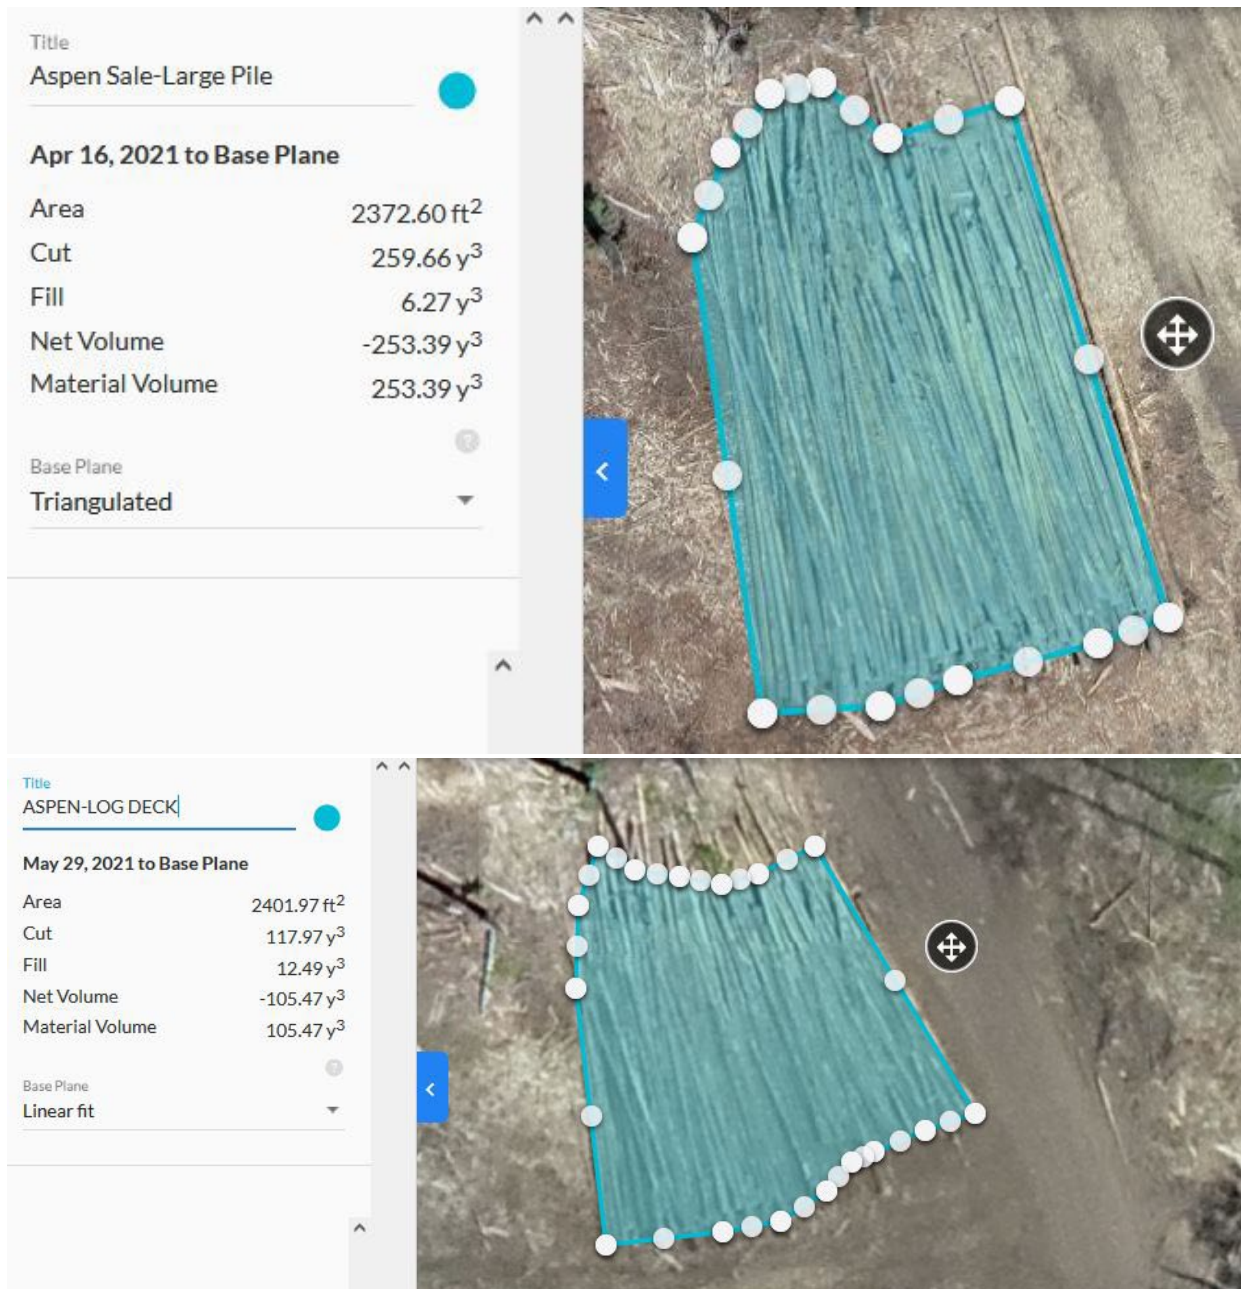 Title
Aspen Sale-Large Pile
Apr 16, 2021 to Base Plane
Area 2372.60 ft2
Cut 259.66 y3
Fill 6.27 y3
Net Volume -253.39 y3
Material Volume 253.39 y3
?
Base Plane
Triangulated
Title
ASPEN-LOG DECK
May 29, 2021 to Base Plane
Area 2401.97 ft2
Cut 117.97 y3
Fill 12.49 y3
Net Volume -105.47 y3
Material Volume 105.47 y3
?
Base Plane
Linear fit